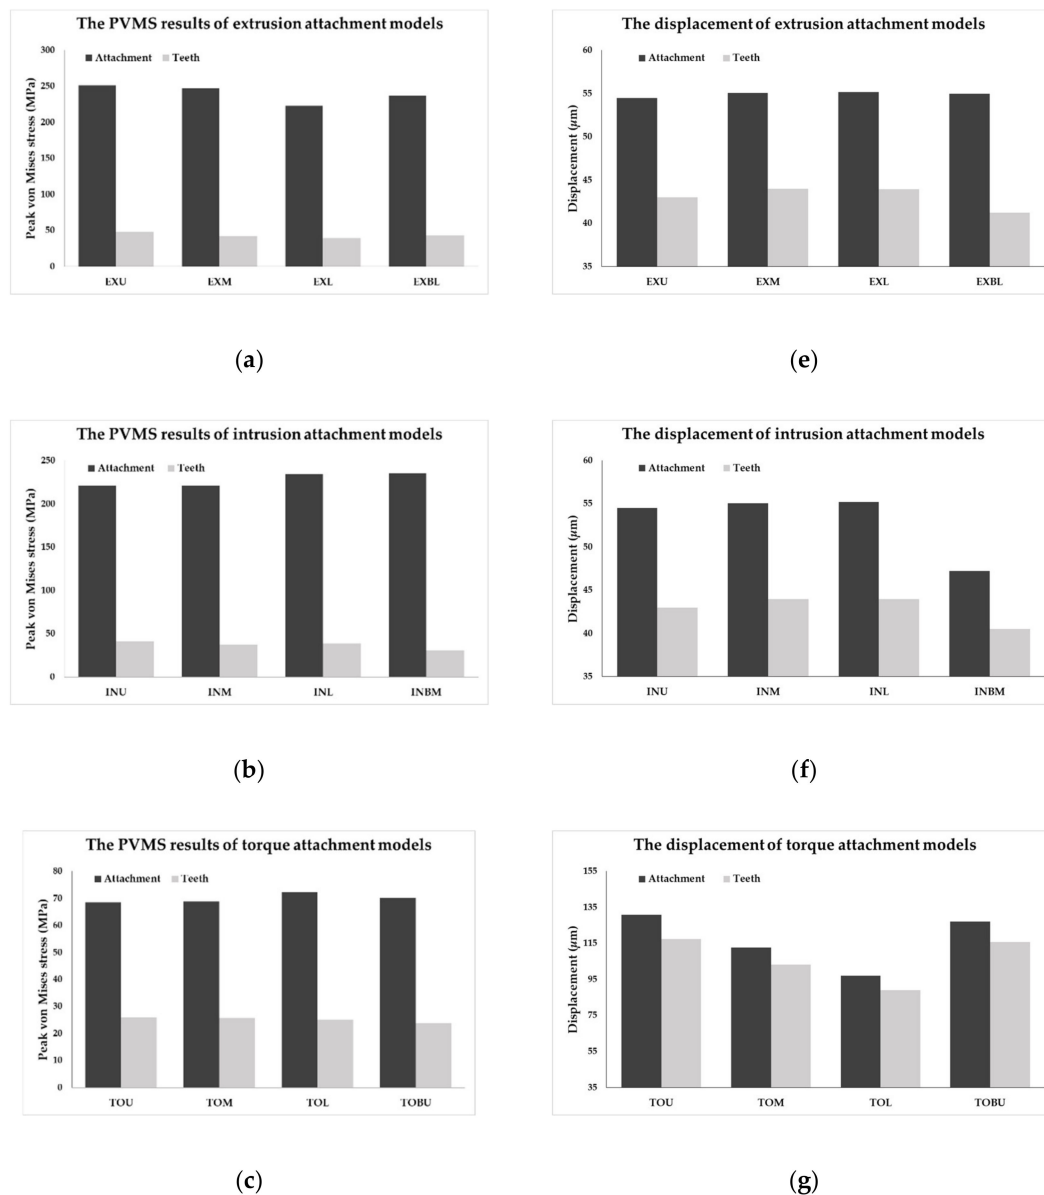 The PVMS results of extrusion attachment models
Attachment Teeth
Peak von Mises stress (MPa)
300
250
200
150
100
50
0
EXU EXM EXL EXBL
(a)
The displacement of extrusion attachment models
Attachment Teeth
Displacement (μm)
60
55
50
45
40
35
EXU EXM EXL EXBL
(e)
The PVMS results of intrusion attachment models
Attachment Teeth
Peak von Mises stress (MPa)
250
200
150
100
50
0
INU INM INL INBM
(b)
The displacement of intrusion attachment models
Attachment Teeth
Displacement (μm)
60
55
50
45
40
35
INU INM INL INBM
(f)
The PVMS results of torque attachment models
Attachment Teeth
Peak von Mises stress (MPa)
80
70
60
50
40
30
20
10
0
TOU TOM TOL TOBU
(c)
The displacement of torque attachment models
Attachment Teeth
Displacement (μm)
155
135
115
95
75
55
35
TOU TOM TOL TOBU
(g)